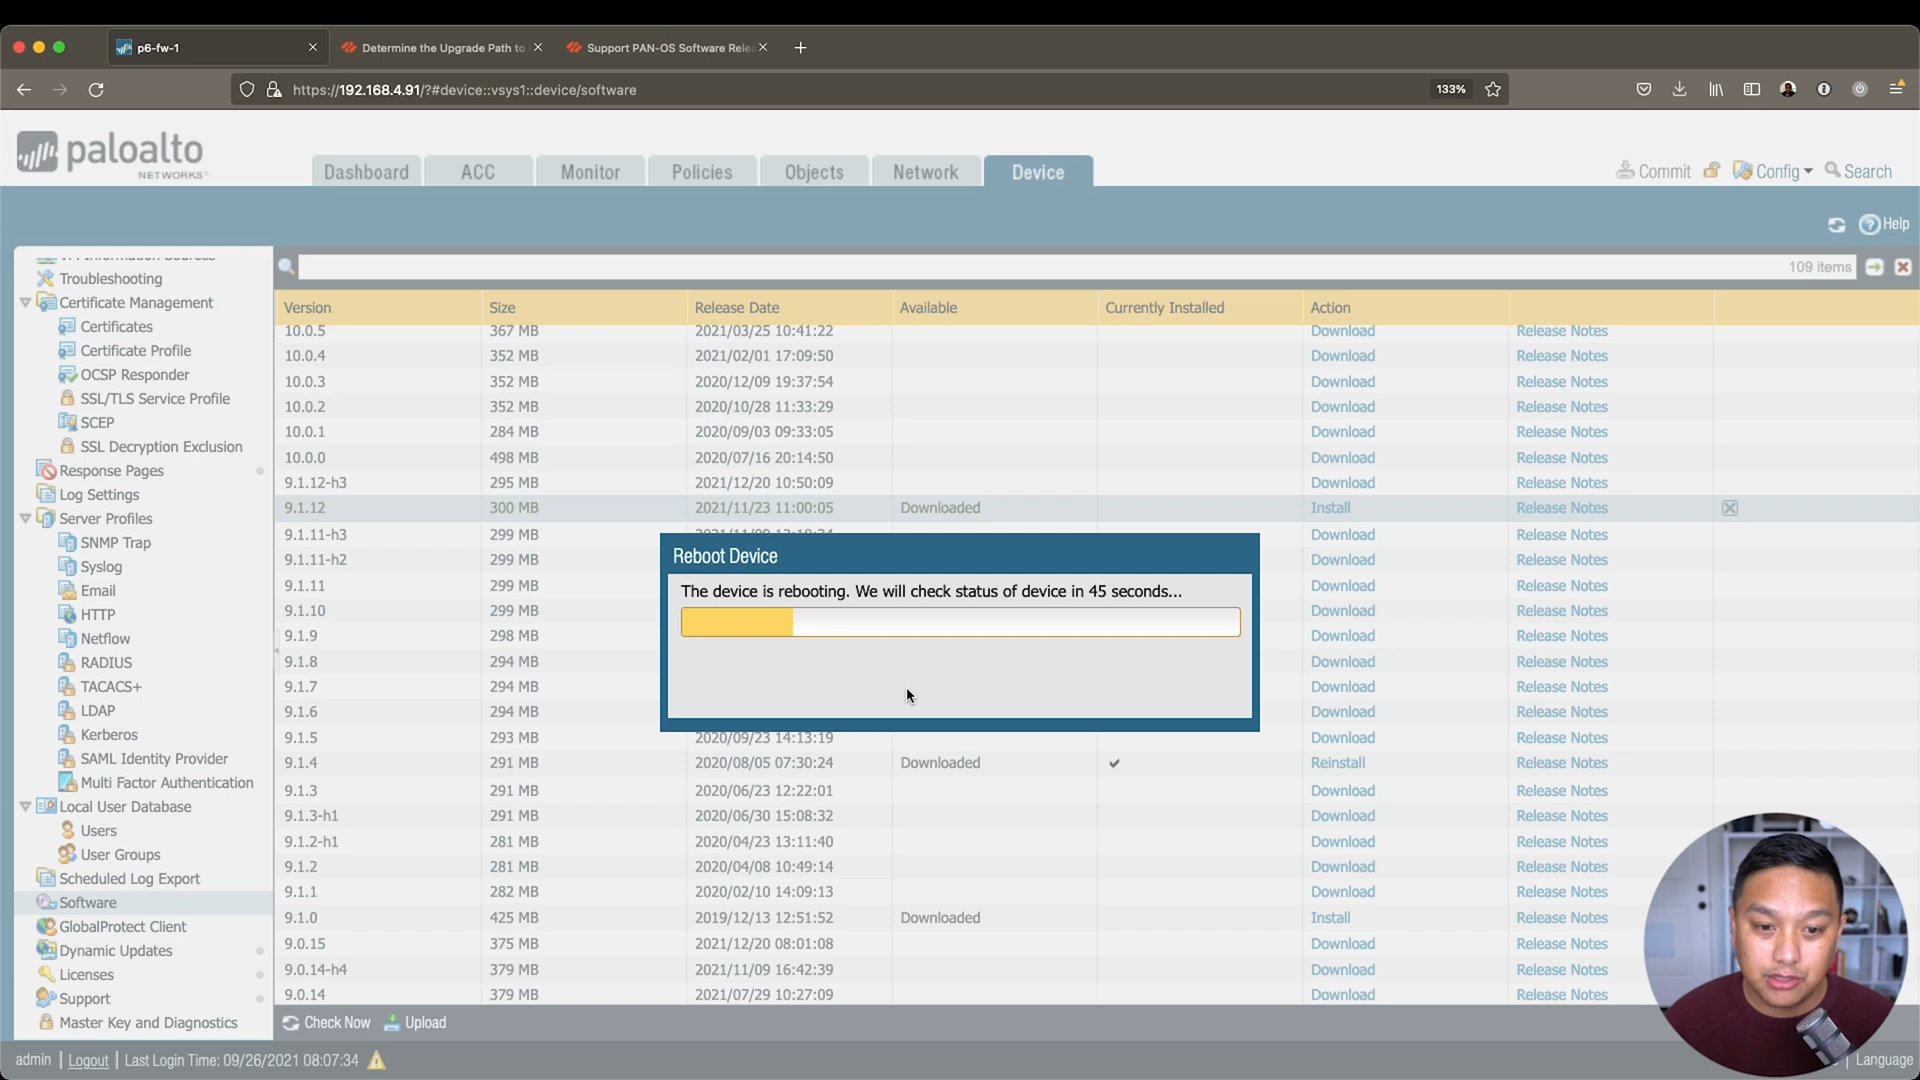 p6-fw-1
Determine the Upgrade Path to
Support PAN-OS Software Rele
https://192.168.4.91/?#device::vsys1::device/software
133%
paloalto
NETWORKS
Dashboard
ACC
Monitor
Policies
Objects
Network
Device
Commit
Config
Search
Help
Troubleshooting
Certificate Management
Certificates
Certificate Profile
OCSP Responder
SSL/TLS Service Profile
SCEP
SSL Decryption Exclusion
Response Pages
Log Settings
Server Profiles
SNMP Trap
Syslog
Email
HTTP
Netflow
RADIUS
TACACS+
LDAP
Kerberos
SAML Identity Provider
Multi Factor Authentication
Local User Database
Users
User Groups
Scheduled Log Export
Software
GlobalProtect Client
Dynamic Updates
Licenses
Support
Master Key and Diagnostics
109 items
Version Size Release Date Available Currently Installed Action
10.0.5 367 MB 2021/03/25 10:41:22 Download Release Notes
10.0.4 352 MB 2021/02/01 17:09:50 Download Release Notes
10.0.3 352 MB 2020/12/09 19:37:54 Download Release Notes
10.0.2 352 MB 2020/10/28 11:33:29 Download Release Notes
10.0.1 284 MB 2020/09/03 09:33:05 Download Release Notes
10.0.0 498 MB 2020/07/16 20:14:50 Download Release Notes
9.1.12-h3 295 MB 2021/12/20 10:50:09 Download Release Notes
9.1.12 300 MB 2021/11/23 11:00:05 Downloaded Install Release Notes
9.1.11-h3 299 MB Download Release Notes
9.1.11-h2 299 MB Download Release Notes
9.1.11 299 MB Download Release Notes
9.1.10 299 MB Download Release Notes
9.1.9 298 MB Download Release Notes
9.1.8 294 MB Download Release Notes
9.1.7 294 MB Download Release Notes
9.1.6 294 MB Download Release Notes
9.1.5 293 MB 2020/09/23 14:13:19 Download Release Notes
9.1.4 291 MB 2020/08/05 07:30:24 Downloaded Reinstall Release Notes
9.1.3 291 MB 2020/06/23 12:22:01 Download Release Notes
9.1.3-h1 291 MB 2020/06/30 15:08:32 Download Release Notes
9.1.2-h1 281 MB 2020/04/23 13:11:40 Download Release Notes
9.1.2 281 MB 2020/04/08 10:49:14 Download Release Notes
9.1.1 282 MB 2020/02/10 14:09:13 Download Release Notes
9.1.0 425 MB 2019/12/13 12:51:52 Downloaded Install Release Notes
9.0.15 375 MB 2021/12/20 08:01:08 Download Release Notes
9.0.14-h4 379 MB 2021/11/09 16:42:39 Download Release Notes
9.0.14 379 MB 2021/07/29 10:27:09 Download Release Notes
Reboot Device
The device is rebooting. We will check status of device in 45 seconds...
Check Now
Upload
admin | Logout | Last Login Time: 09/26/2021 08:07:34
| Language